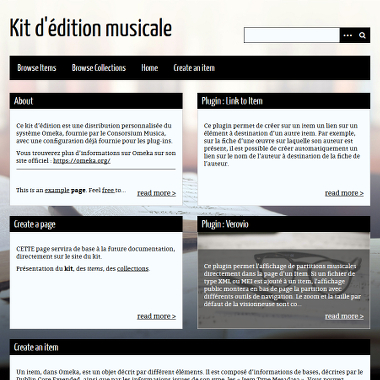 Kit d'édition musicale
Browse Items Browse Collections Home Create an item
About
Ce kit d'édition est une distribution personnalisée du
système Omeka, fournie par le Consorsium Musica,
avec une configuration déjà fournie pour les plug-ins.
Vous trouverez plus d'informations sur Omeka sur son
site officiel : https://omeka.org/
This is an example page. Feel free to...
read more >
Plugin : Link to Item
Ce plugin permet de créer sur un item un lien sur un
élément à destination d'un autre item. Par exemple,
sur la fiche d'une œuvre sur laquelle son auteur est
présent, il est possible de créer automatiquement un
lien sur le nom de l'auteur à destination de la fiche de
l'auteur.
read more >
Create a page
CETTE page servira de base à la future documentation,
directement sur le site du kit.
Présentation du kit, des items, des collections.
read more >
Plugin : Verovio
Ce plugin permet l'affichage de partitions musicales
directement dans la page d'un Item. Si un fichier de
type XML ou MEI est ajouté à un item, l'affichage
public montrera en bas de page la partition avec
différents outils de navigation. Le zoom et la taille par
défaut de la visionneuse sont co...
read more >
Create an item
Un item, dans Omeka, est un objet décrit par différent éléments. Il est composé d'informations de bases, décrites par le
Dublin Core Extended, ainsi que par les informations issues de son type, les « Item Type Metadata ». Vous pouvez